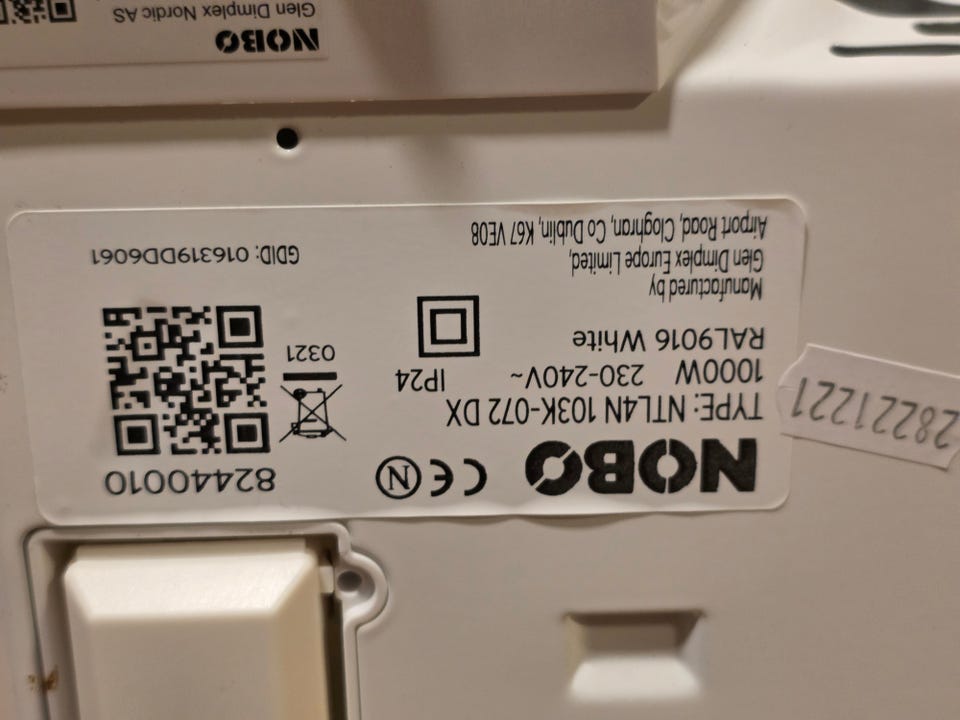 NOBO
TYPE: NTL4N 103K-072 DX
1000W 230-240V~
RAL9016 White
IP24
Manufactured by
Glen Dimplex Europe Limited,
Airport Road, Cloghran, Co Dublin, K67 VE08
CE N
82440010
0321
GDID: 016319DD6061
28221221
NOBO
Glen Dimplex Nordic AS